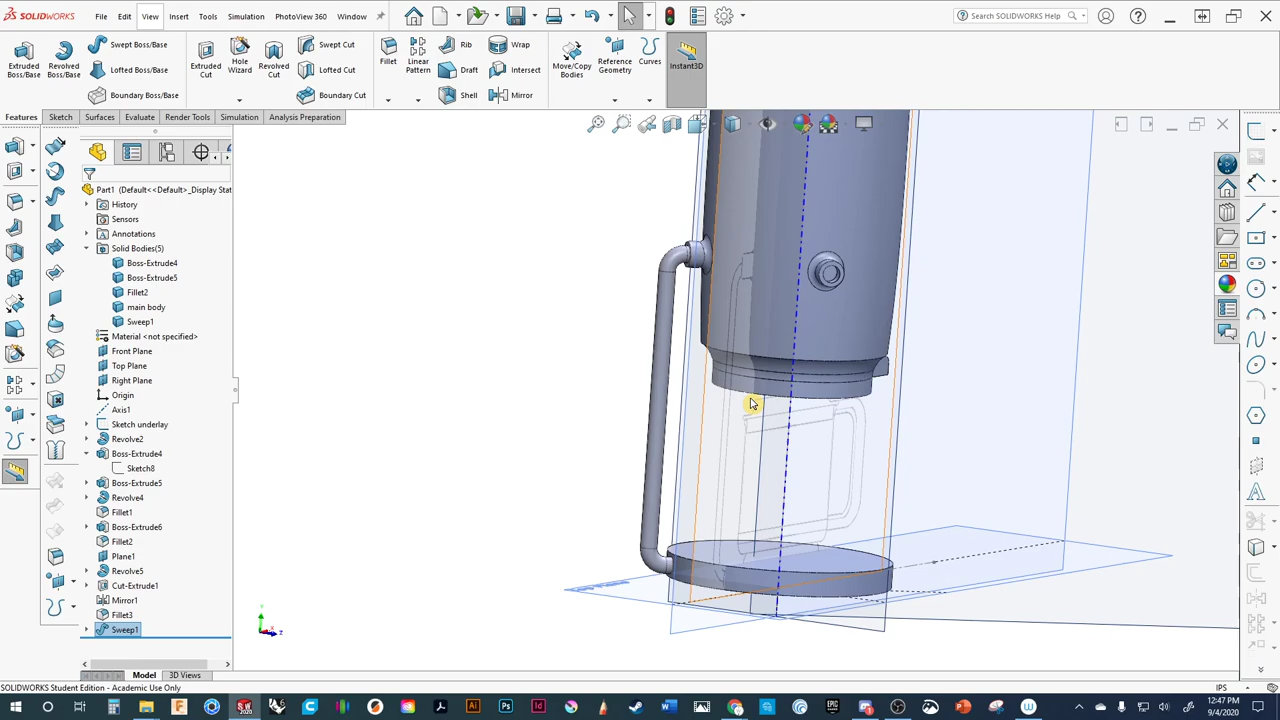 SOLIDWORKS File Edit View Insert Tools Simulation PhotoView 360 Window Search SOLIDWORKS Help
Extruded Boss/Base
Revolved Boss/Base
Swept Boss/Base
Lofted Boss/Base
Boundary Boss/Base
Extruded Cut
Hole Wizard
Revolved Cut
Swept Cut
Lofted Cut
Boundary Cut
Fillet
Linear Pattern
Rib
Draft
Shell
Wrap
Intersect
Mirror
Move/Copy Bodies
Reference Geometry
Curves
Instant3D
Features Sketch Surfaces Evaluate Render Tools Simulation Analysis Preparation
Part1 (Default<<Default>_Display Stat
History
Sensors
Annotations
Solid Bodies(5)
Boss-Extrude4
Boss-Extrude5
Fillet2
main body
Sweep1
Material <not specified>
Front Plane
Top Plane
Right Plane
Origin
Axis1
Sketch underlay
Revolve2
Boss-Extrude4
Sketch8
Boss-Extrude5
Revolve4
Fillet1
Boss-Extrude6
Fillet2
Plane1
Revolve5
Cut-Extrude1
Mirror1
Fillet3
Sweep1
Model 3D Views
SOLIDWORKS Student Edition - Academic Use Only IPS
12:47 PM
9/4/2020